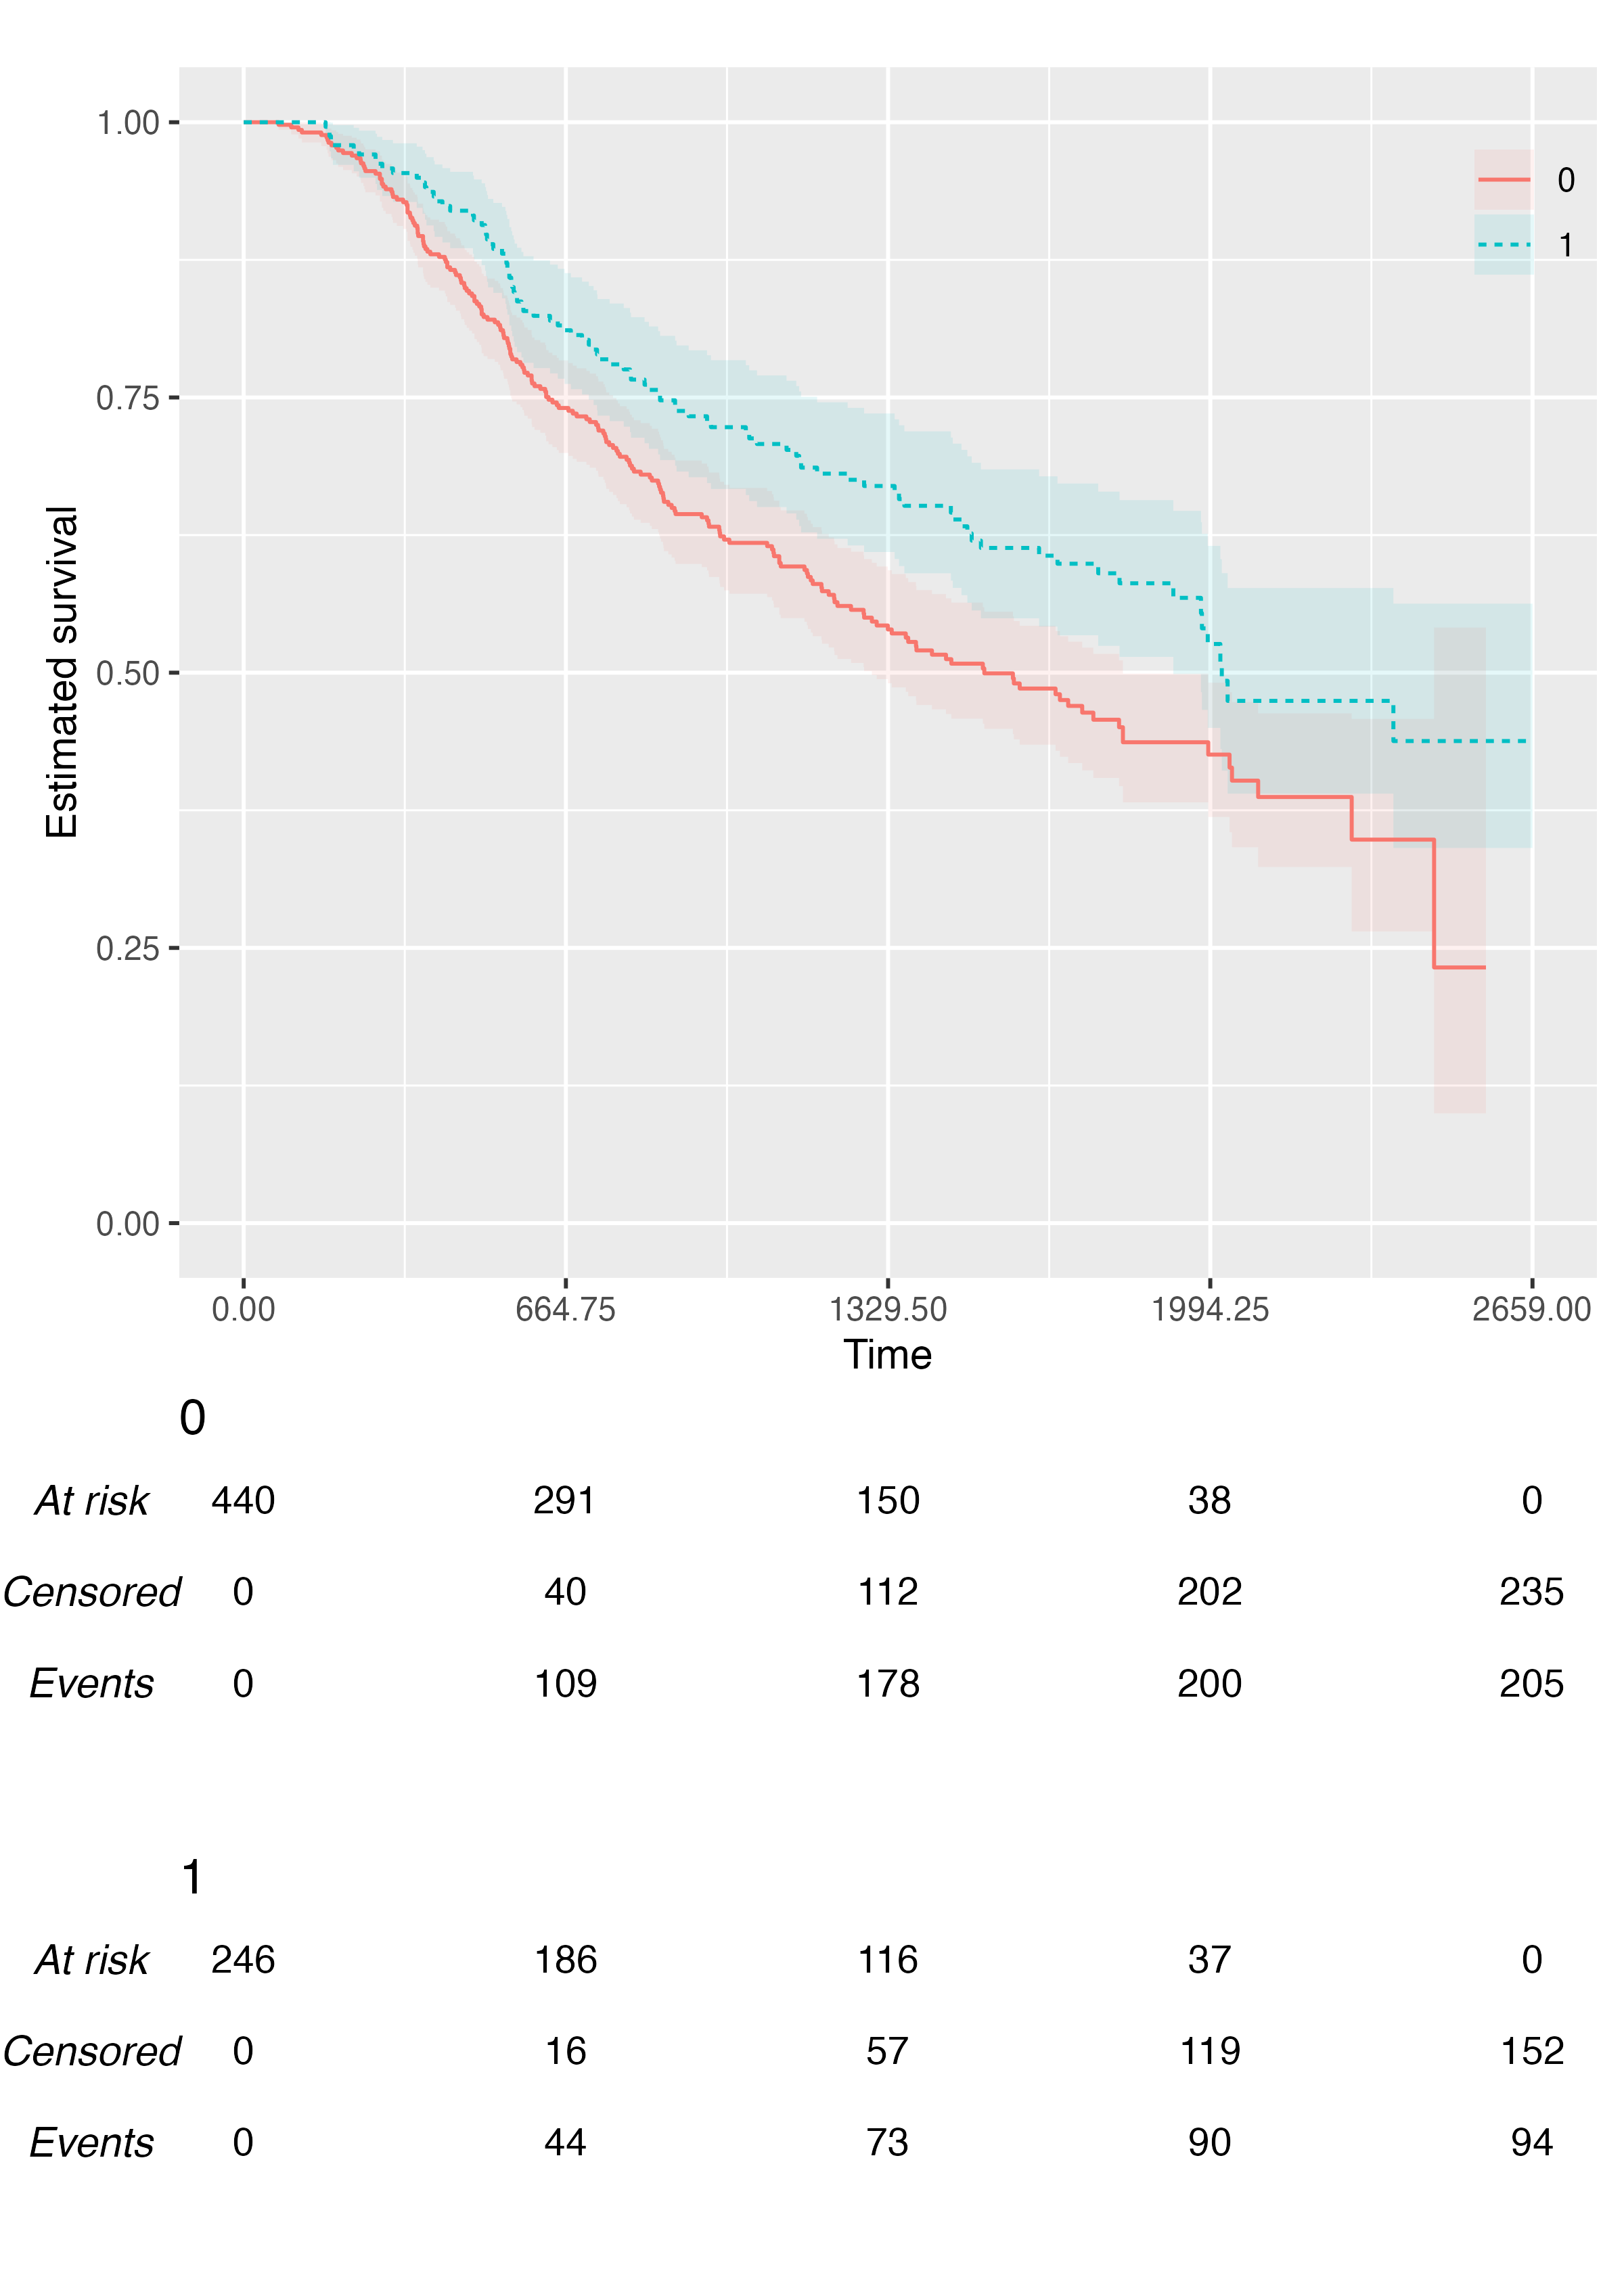 1.00
0.75
0.50
0.25
0.00
Estimated survival
0
1
0.00 664.75 1329.50 1994.25 2659.00
Time
0
At risk 440 291 150 38 0
Censored 0 40 112 202 235
Events 0 109 178 200 205
1
At risk 246 186 116 37 0
Censored 0 16 57 119 152
Events 0 44 73 90 94